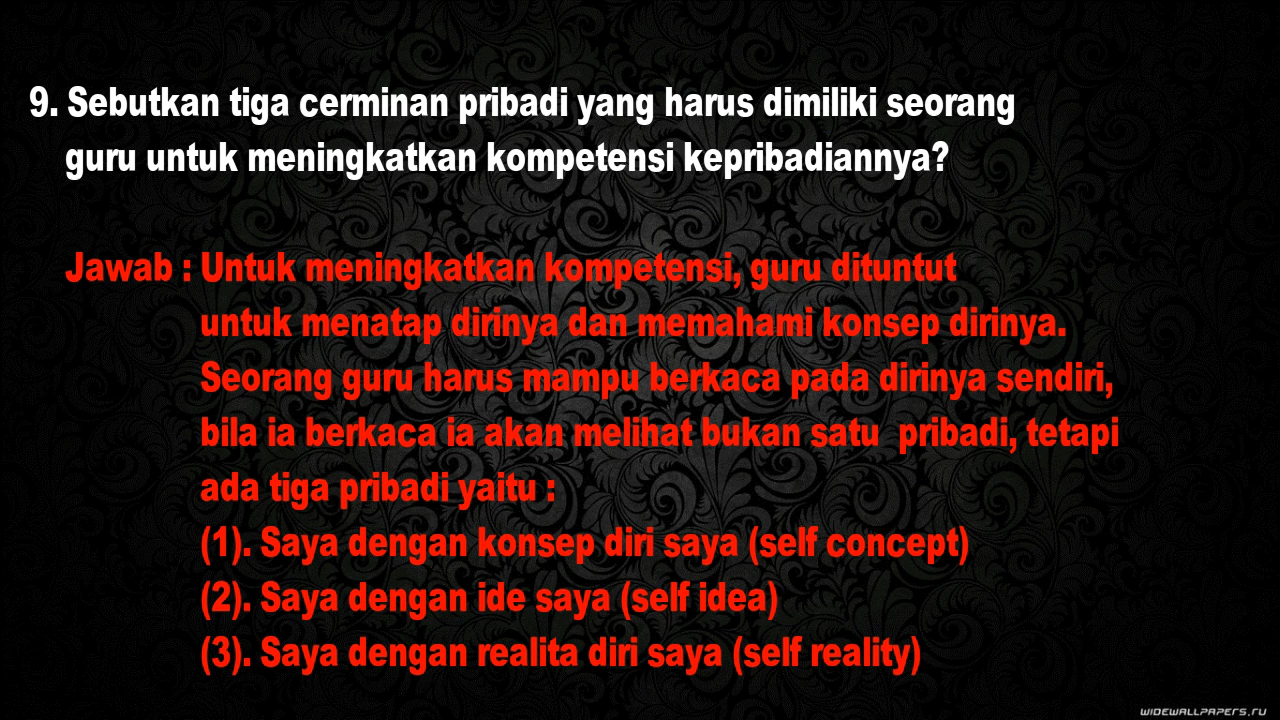 9. Sebutkan tiga cerminan pribadi yang harus dimiliki seorang
guru untuk meningkatkan kompetensi kepribadiannya?
Jawab : Untuk meningkatkan kompetensi, guru dituntut
untuk menatap dirinya dan memahami konsep dirinya.
Seorang guru harus mampu berkaca pada dirinya sendiri,
bila ia berkaca ia akan melihat bukan satu  pribadi, tetapi
ada tiga pribadi yaitu :
(1). Saya dengan konsep diri saya (self concept)
(2). Saya dengan ide saya (self idea)
(3). Saya dengan realita diri saya (self reality)
WIDEWALLPAPERS.RU